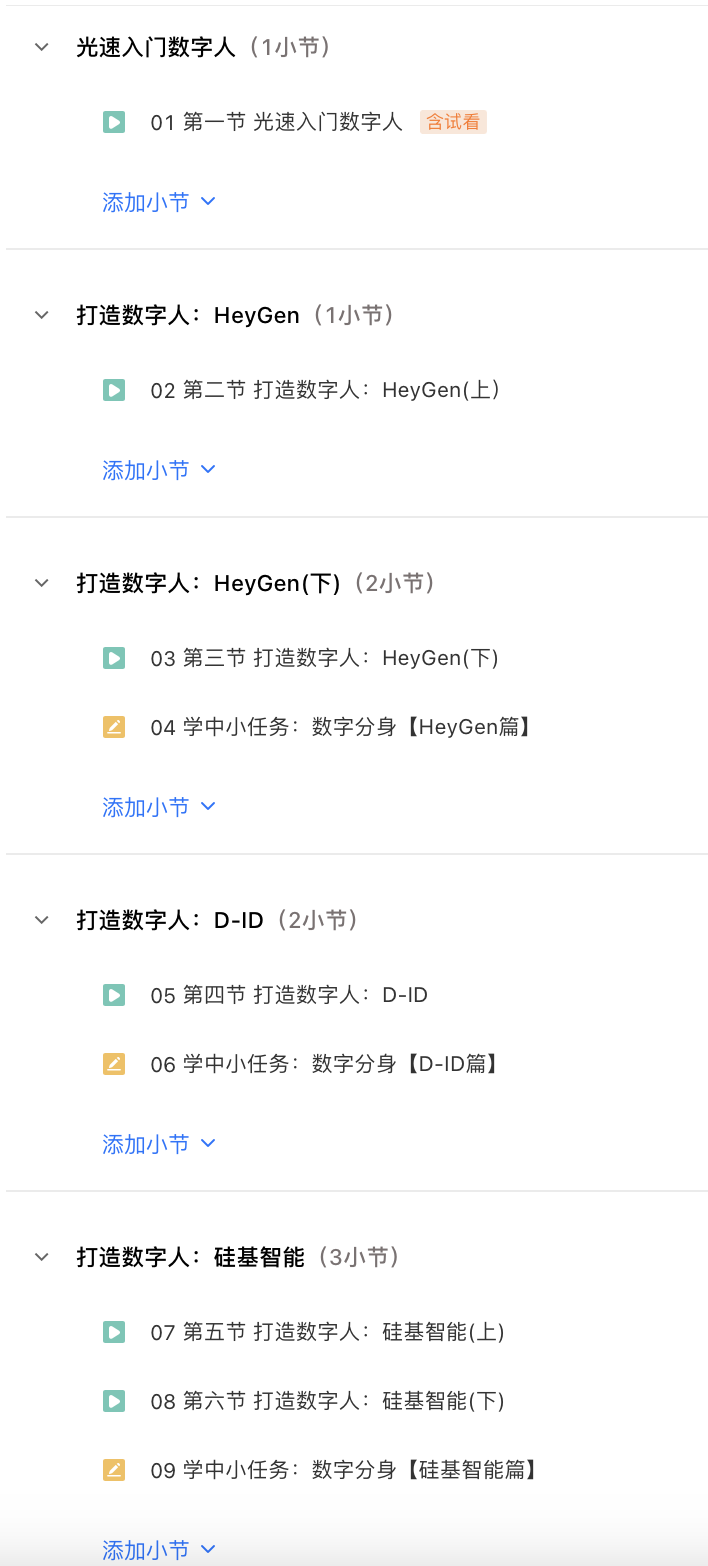 光速入门数字人（1小节）
01 第一节 光速入门数字人 含试看
添加小节
打造数字人：HeyGen（1小节）
02 第二节 打造数字人：HeyGen(上）
添加小节
打造数字人：HeyGen(下)（2小节）
03 第三节 打造数字人：HeyGen(下)
04 学中小任务：数字分身【HeyGen篇】
添加小节
打造数字人：D-ID（2小节）
05 第四节 打造数字人：D-ID
06 学中小任务：数字分身【D-ID篇】
添加小节
打造数字人：硅基智能（3小节）
07 第五节 打造数字人：硅基智能(上)
08 第六节 打造数字人：硅基智能(下)
09 学中小任务：数字分身【硅基智能篇】
添加小节